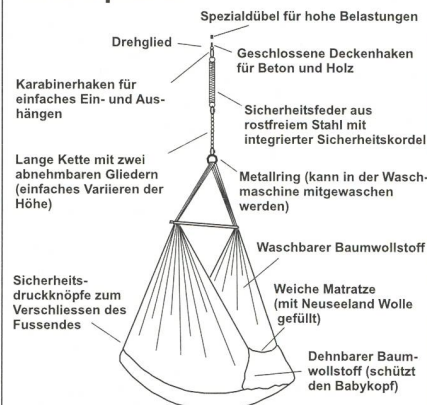 Spezialdübel für hohe Belastungen
Drehglied
Geschlossene Deckenhaken
für Beton und Holz
Karabinerhaken für
einfaches Ein- und Aus-
hängen
Sicherheitsfeder aus
rostfreiem Stahl mit
integrierter Sicherheitskordel
Lange Kette mit zwei
abnehmbaren Gliedern
(einfaches Variieren der
Höhe)
Metallring (kann in der Wasch-
maschine mitgewaschen
werden)
Waschbarer Baumwollstoff
Sicherheits-
druckknöpfe zum
Verschliessen des
Fussendes
Weiche Matratze
(mit Neuseeland Wolle
gefüllt)
Dehnbarer Baum-
wollstoff (schützt
den Babykopf)